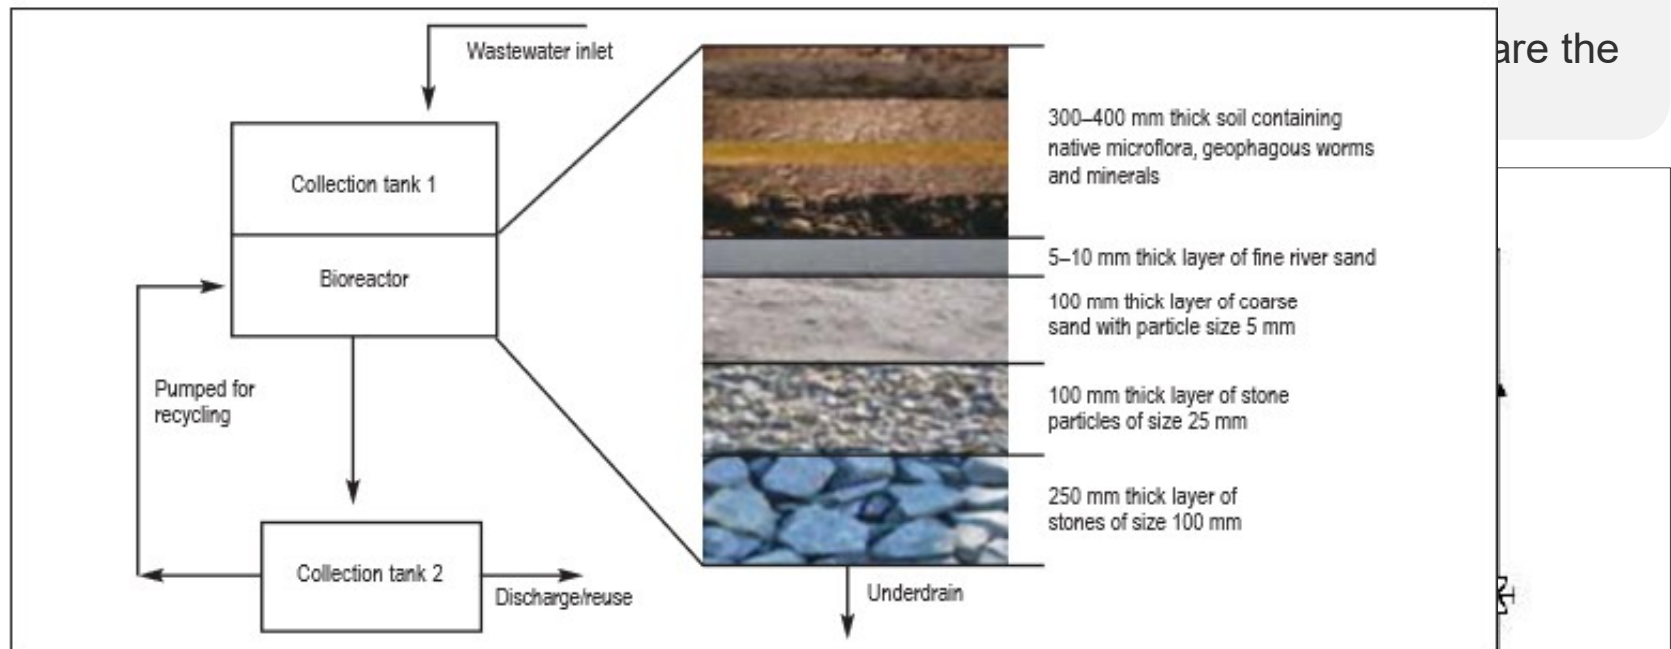 are the
Wastewater inlet
Collection tank 1
Bioreactor
Pumped for
recycling
Collection tank 2
Discharge/reuse
300–400 mm thick soil containing
native microflora, geophagous worms
and minerals
5–10 mm thick layer of fine river sand
100 mm thick layer of coarse
sand with particle size 5 mm
100 mm thick layer of stone
particles of size 25 mm
250 mm thick layer of
stones of size 100 mm
Underdrain